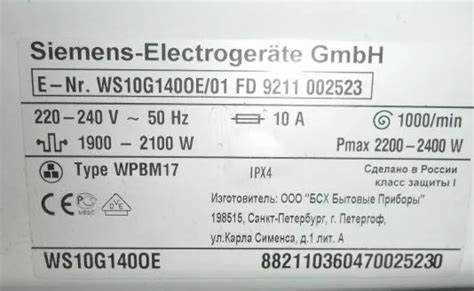 Siemens-Electrogeräte GmbH
E-Nr. WS10G140OE/01 FD 9211 002523
220-240 V ~ 50 Hz 10 A 1000/min
1900 - 2100 W Pmax 2200-2400 W
Type WPBM17 IPX4 Сделано в России
класс защиты I
Изготовитель: ООО "БСХ Бытовые Приборы"
198515, Санкт-Петербург, г. Петергоф,
ул.Карла Сименса, д.1 лит. А
WS10G140OE 882110360470025230